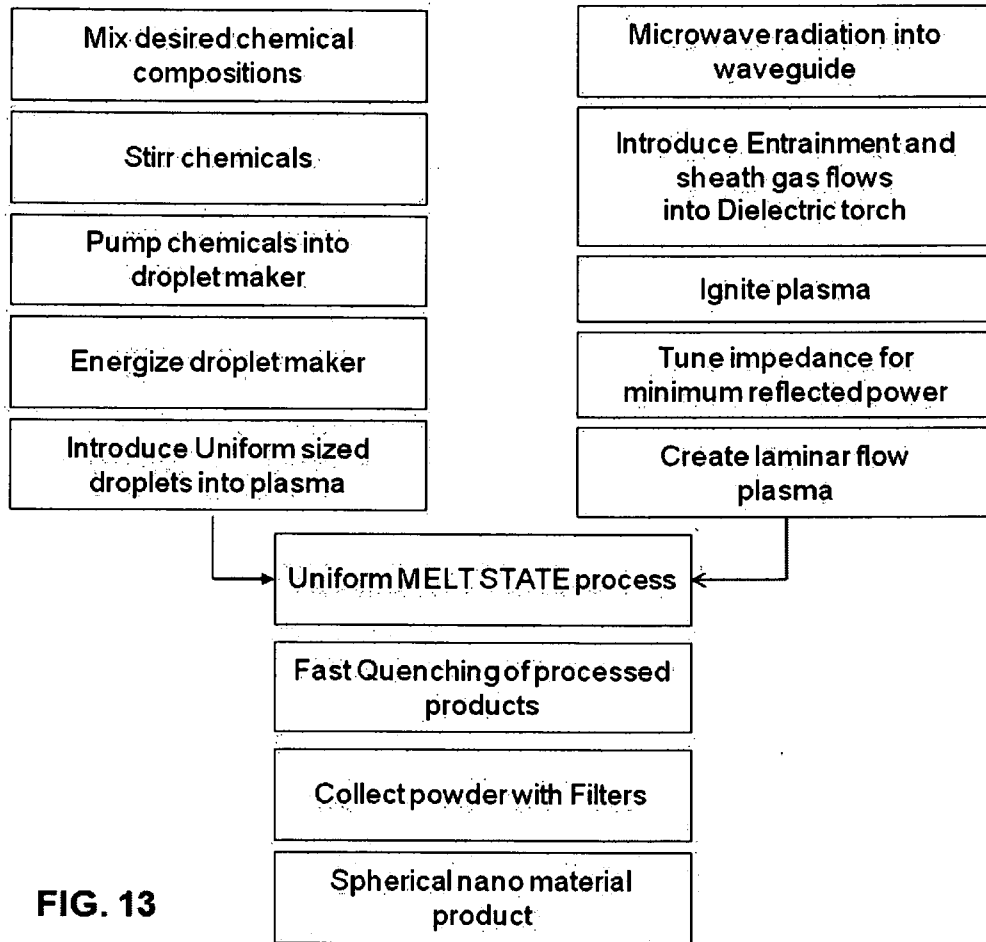 Mix desired chemical
compositions
Stirr chemicals
Pump chemicals into
droplet maker
Energize droplet maker
Introduce Uniform sized
droplets into plasma
Microwave radiation into
waveguide
Introduce Entrainment and
sheath gas flows
into Dielectric torch
Ignite plasma
Tune impedance for
minimum reflected power
Create laminar flow
plasma
Uniform MELT STATE process
Fast Quenching of processed
products
Collect powder with Filters
Spherical nano material
product
FIG. 13